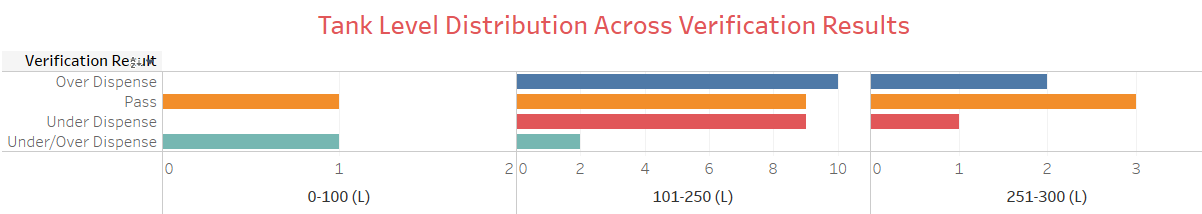 Tank Level Distribution Across Verification Results
Verification Result
Over Dispense
Pass
Under Dispense
Under/Over Dispense
0 1 2 0 2 4 6 8 10 0 1 2 3
0-100 (L) 101-250 (L) 251-300 (L)